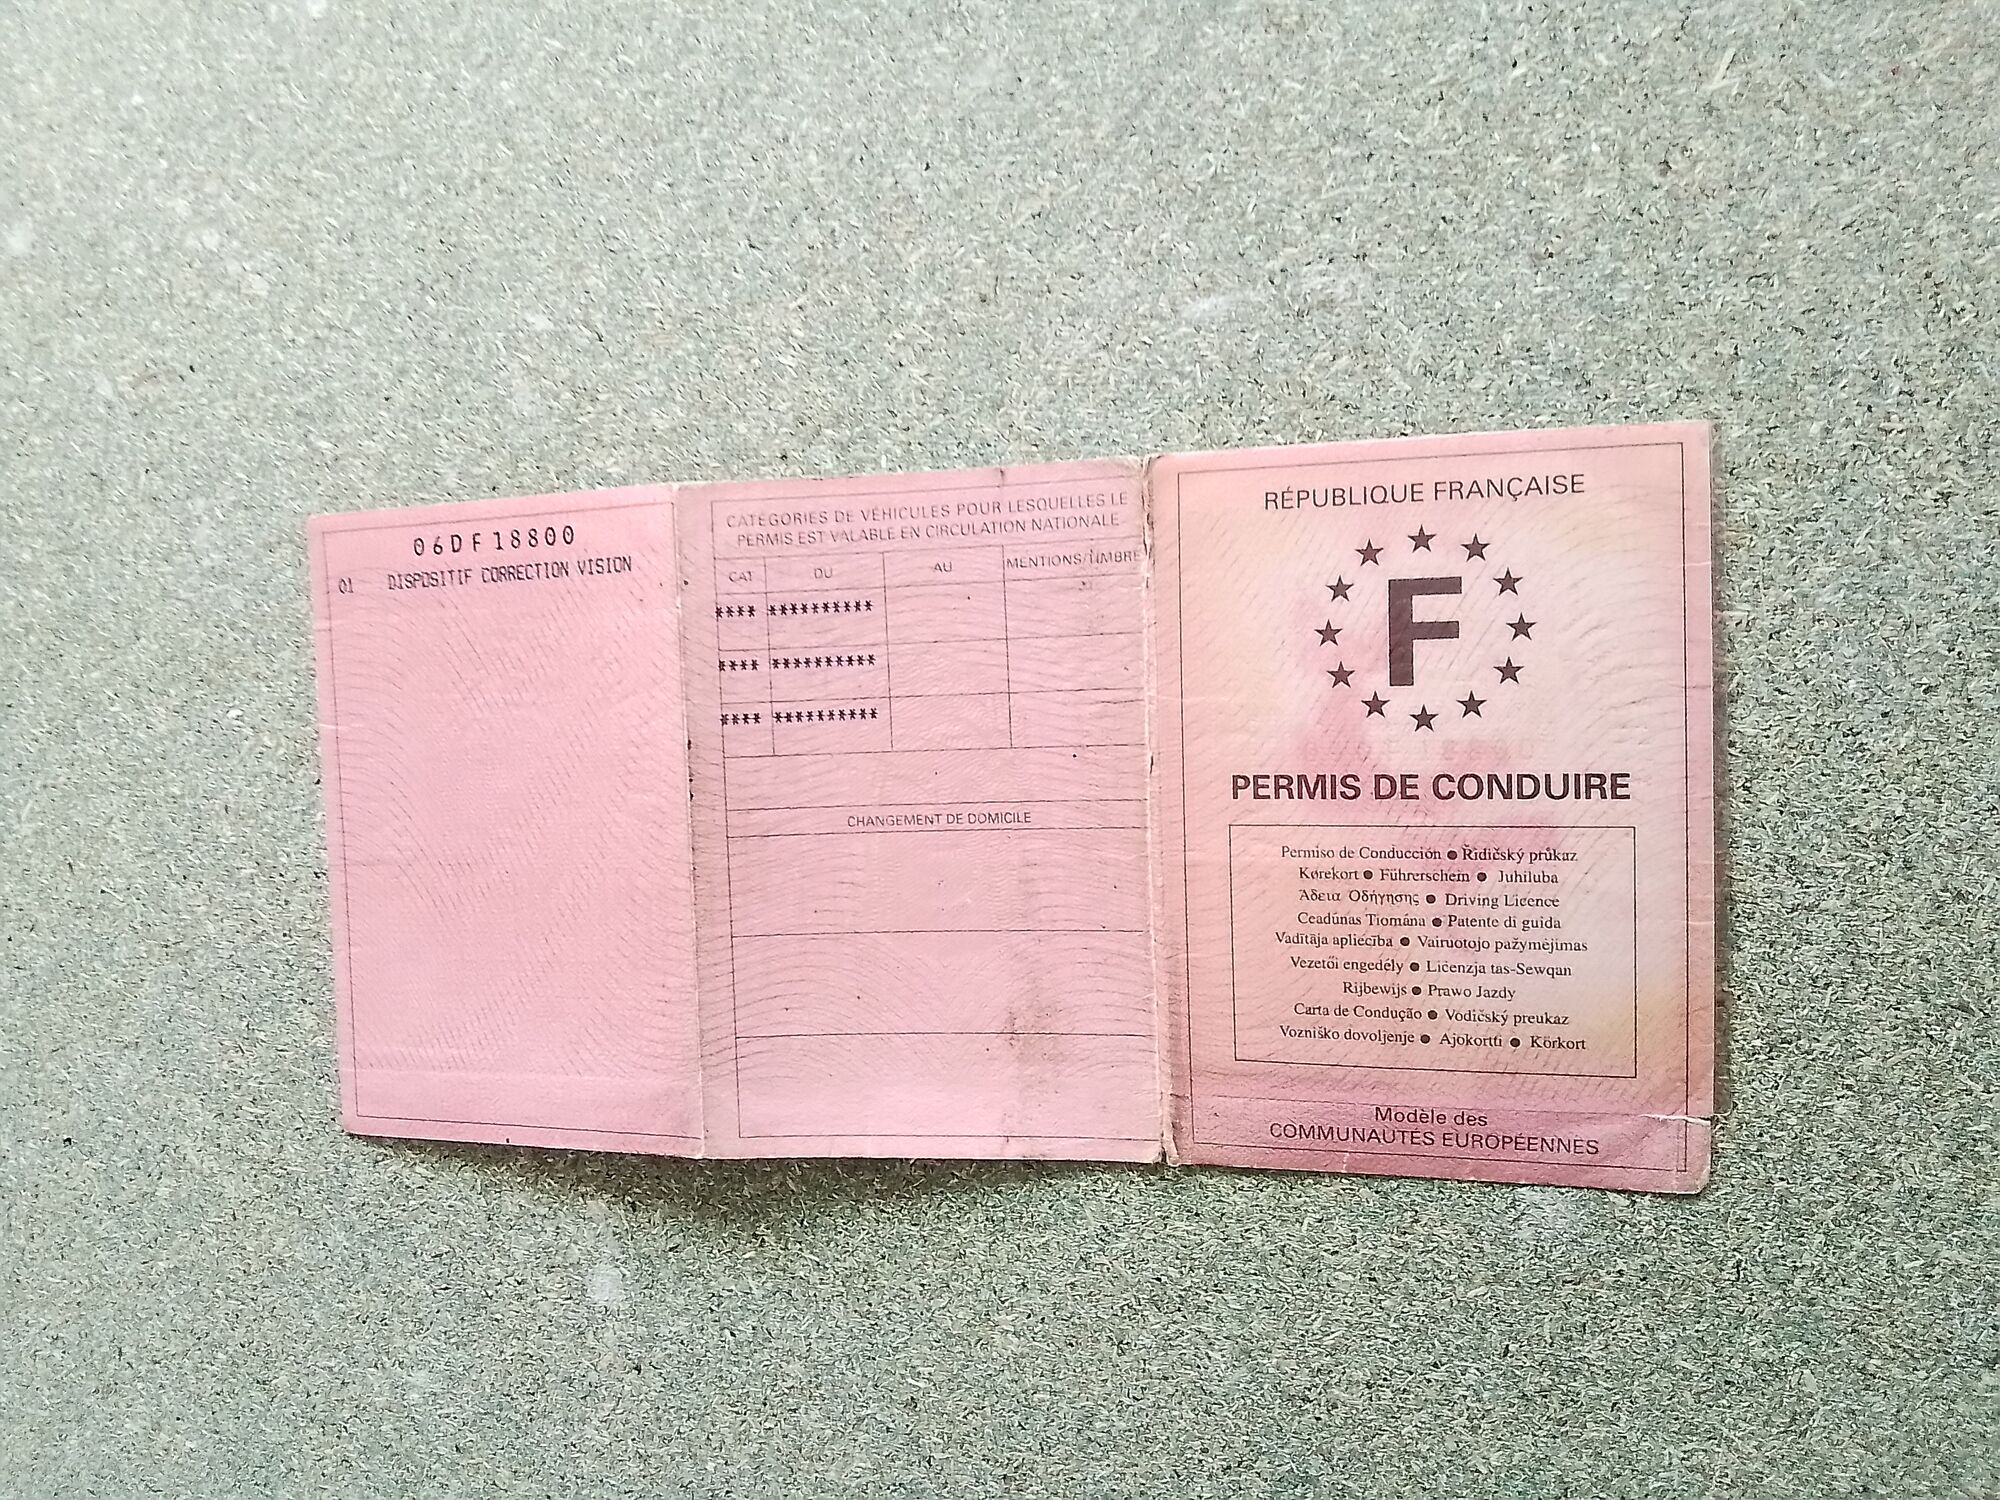 06DF18800
01 DISPOSITIF CORRECTION VISION
CATÉGORIES DE VÉHICULES POUR LESQUELLES LE
PERMIS EST VALABLE EN CIRCULATION NATIONALE
CAT DU AU MENTIONS/TIMBRE
**** **********
**** **********
**** **********
CHANGEMENT DE DOMICILE
RÉPUBLIQUE FRANÇAISE
F
PERMIS DE CONDUIRE
Permiso de Conducción ● Řidičský průkaz
Kørekort ● Führerschein ● Juhiluba
Άδεια Οδήγησης ● Driving Licence
Ceadúnas Tiomána ● Patente di guida
Vadītāja apliecība ● Vairuotojo pažymėjimas
Vezetői engedély ● Liċenzja tas-Sewqan
Rijbewijs ● Prawo Jazdy
Carta de Condução ● Vodičský preukaz
Vozniško dovoljenje ● Ajokortti ● Körkort
Modèle des
COMMUNAUTÉS EUROPÉENNES